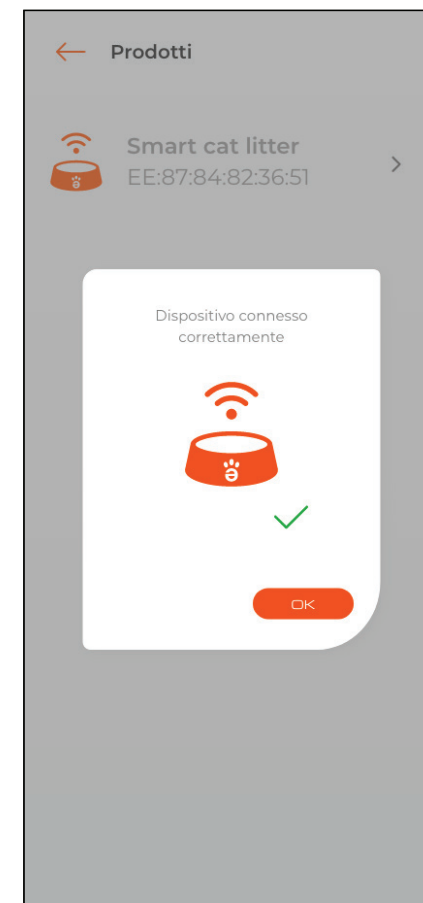 Prodotti
Smart cat litter
EE:87:84:82:36:51
Dispositivo connesso
correttamente
OK